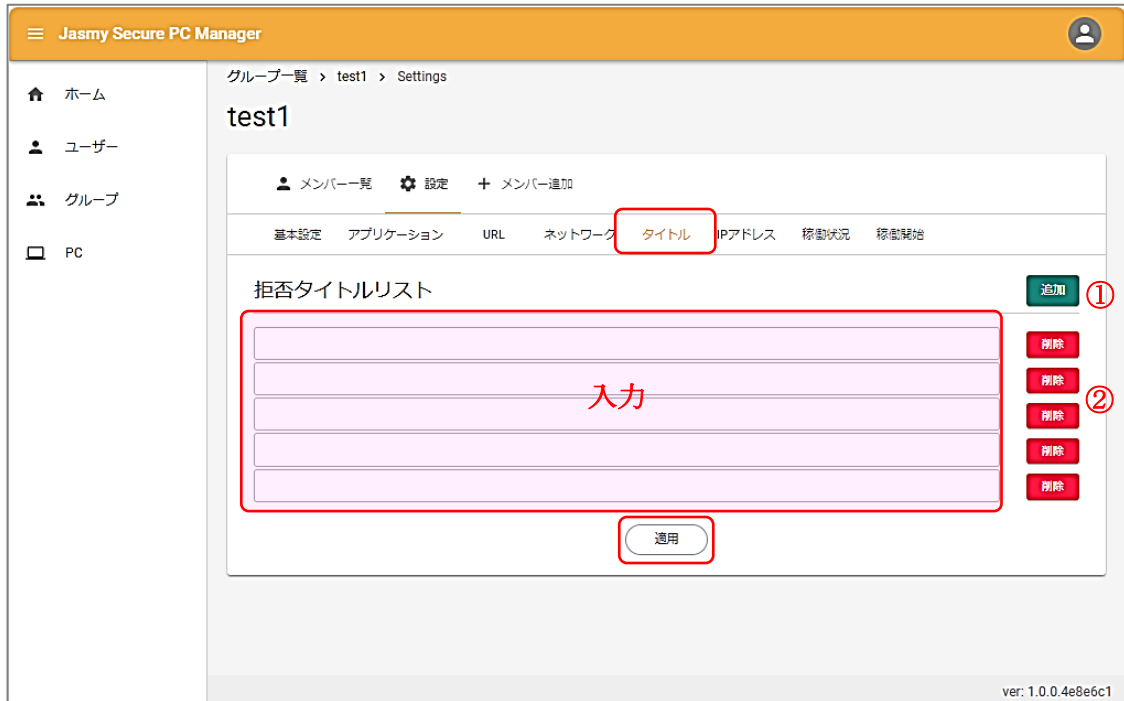 Jasmy Secure PC Manager
ホーム
ユーザー
グループ
PC
グループ一覧 › test1 › Settings
test1
メンバー一覧 設定 + メンバー追加
基本設定 アプリケーション URL ネットワーク タイトル IPアドレス 稼働状況 稼働開始
拒否タイトルリスト 追加 ①
削除
削除
入力 ②
削除
削除
削除
適用
ver: 1.0.0.4e8e6c1